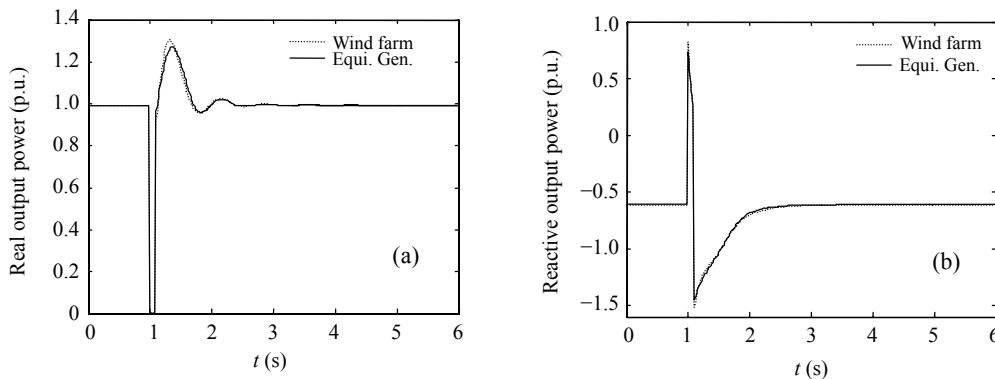 Real output power (p.u.)
1.4
1.2
1.0
0.8
0.6
0.4
0.2
0
Wind farm
Equi. Gen.
(a)
0 1 2 3 4 5 6
t (s)
Reactive output power (p.u.)
−1.0
0.5
0
−0.5
−1.0
−1.5
Wind farm
Equi. Gen.
(b)
0 1 2 3 4 5 6
t (s)